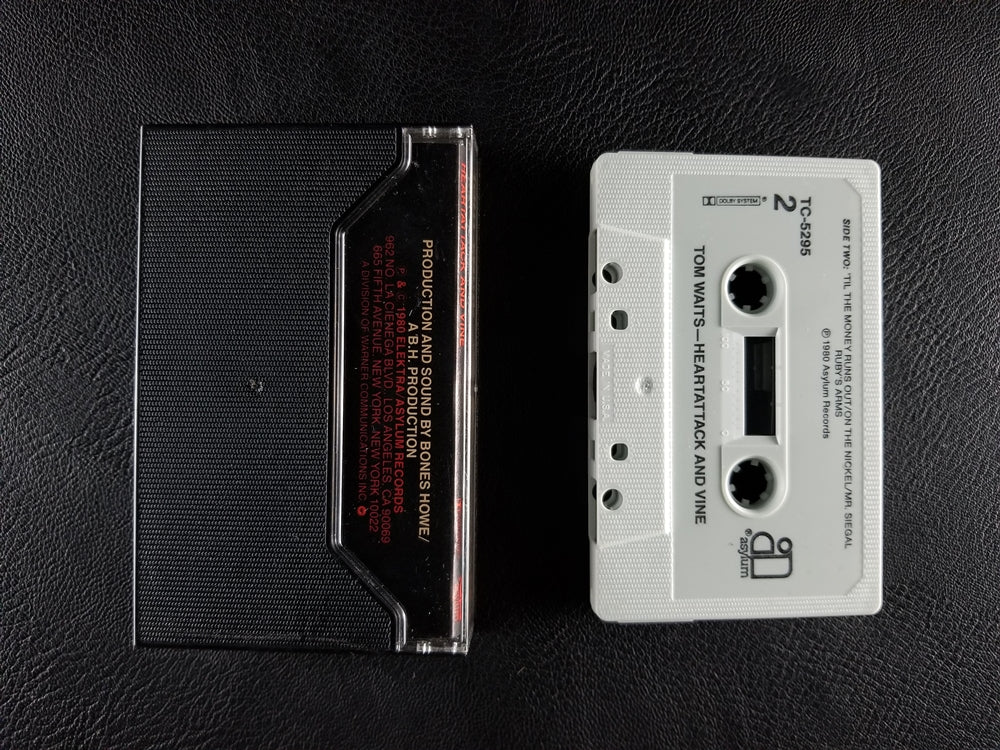 HEARTATTACK AND VINE
PRODUCTION AND SOUND BY BONES HOWE/
A B.H. PRODUCTION
P & © 1980 ELEKTRA/ASYLUM RECORDS
962 NO. LA CIENEGA BLVD., LOS ANGELES, CA 90069
665 FIFTH AVENUE, NEW YORK, NEW YORK 10022
A DIVISION OF WARNER COMMUNICATIONS INC.
SIDE TWO: 'TIL THE MONEY RUNS OUT/ON THE NICKEL/MR. SIEGAL
RUBY'S ARMS
℗ 1980 Asylum Records
TC-5295
2
DOLBY SYSTEM ®
asylum ®
TOM WAITS—HEARTATTACK AND VINE
MADE IN U.S.A.